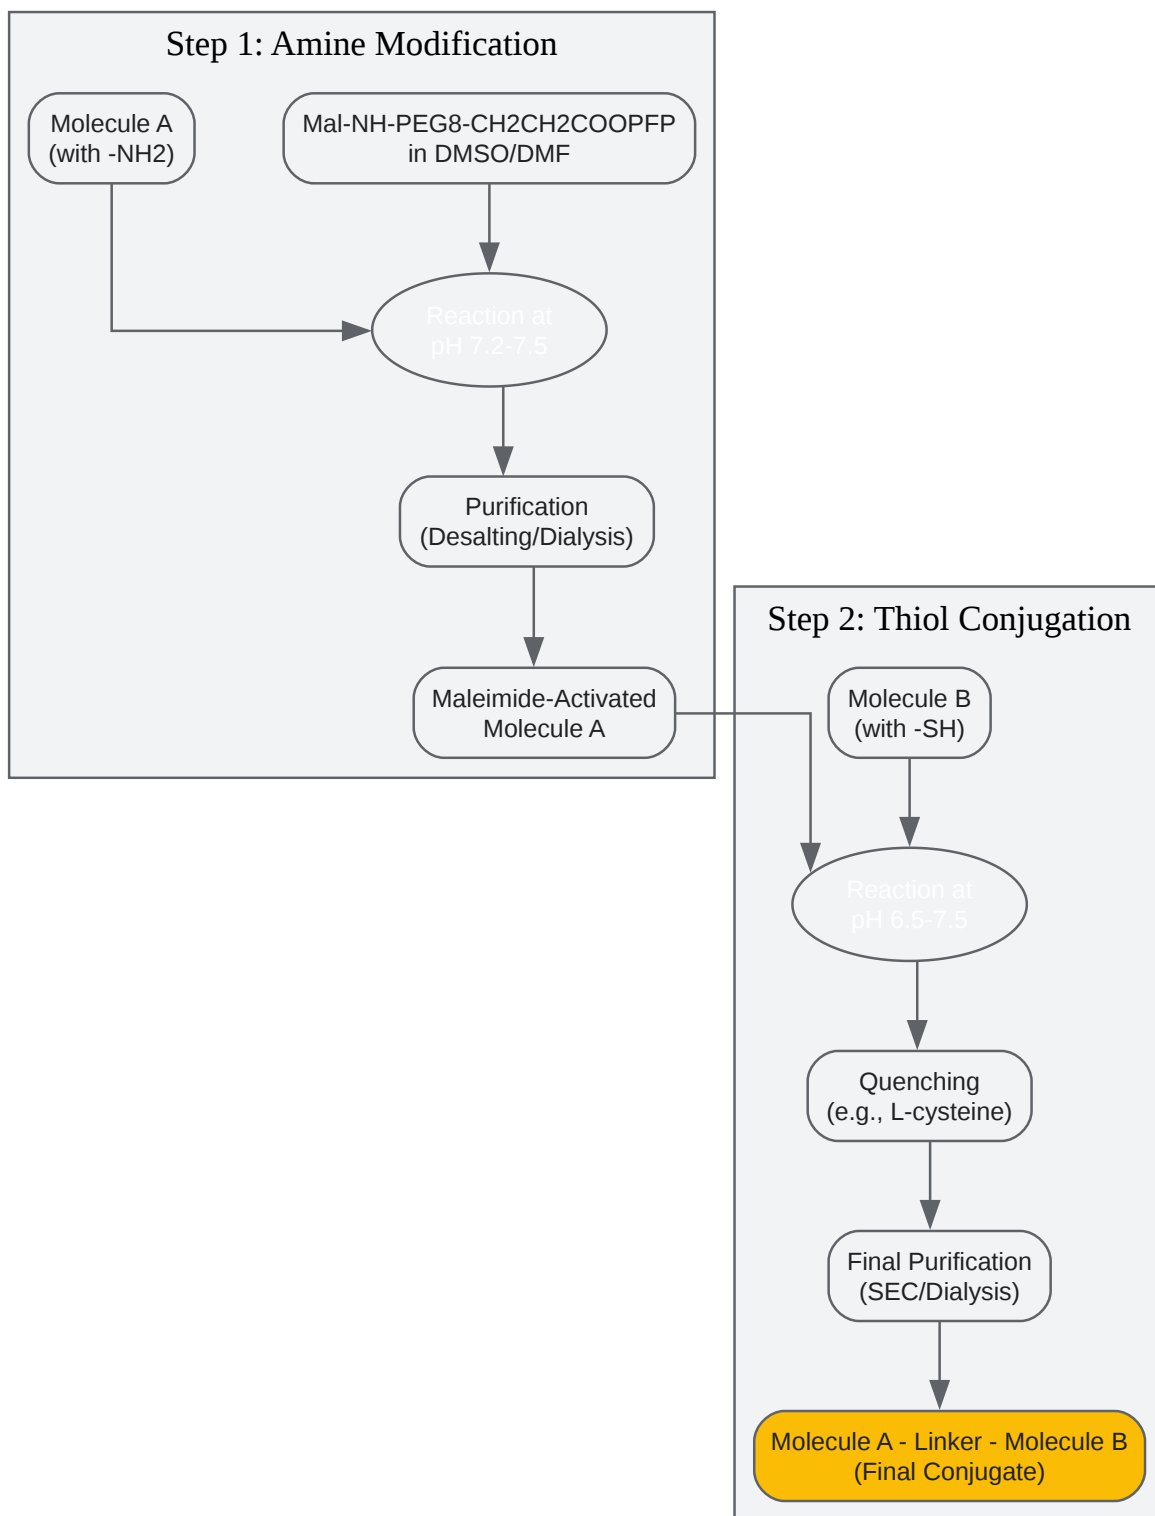 Step 1: Amine Modification
Molecule A
(with -NH2)
Mal-NH-PEG8-CH2CH2COOPFP
in DMSO/DMF
Reaction at
pH 7.2-7.5
Purification
(Desalting/Dialysis)
Maleimide-Activated
Molecule A
Step 2: Thiol Conjugation
Molecule B
(with -SH)
Reaction at
pH 6.5-7.5
Quenching
(e.g., L-cysteine)
Final Purification
(SEC/Dialysis)
Molecule A - Linker - Molecule B
(Final Conjugate)